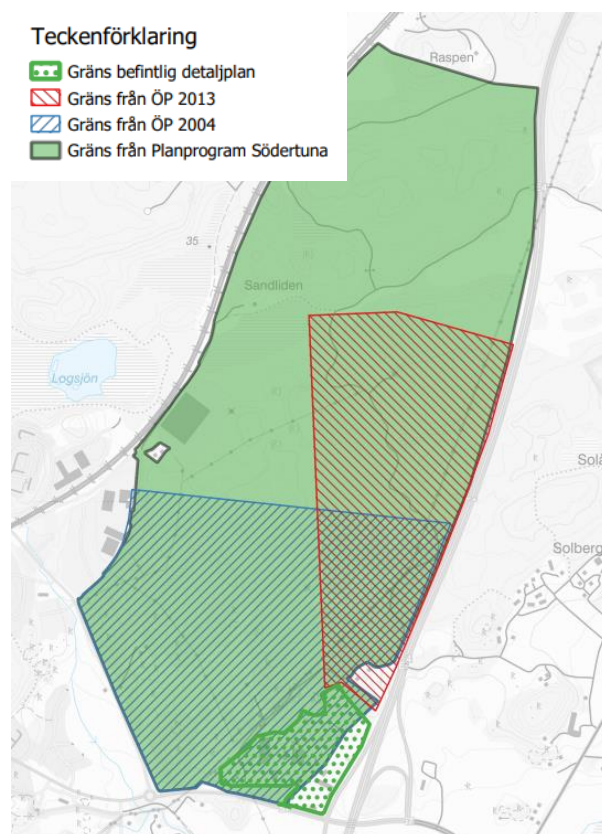 Teckenförklaring
Gräns befintlig detaljplan
Gräns från ÖP 2013
Gräns från ÖP 2004
Gräns från Planprogram Södertuna
Raspen
35
Sandliden
Logsjön
Solberg